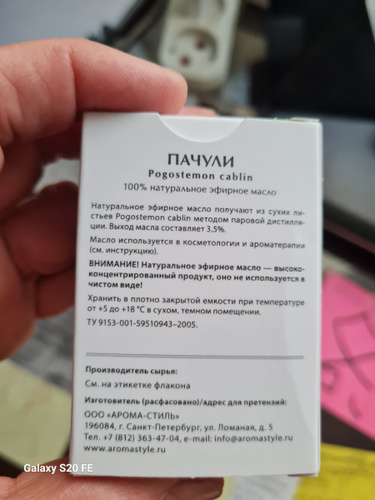 ПАЧУЛИ
Pogostemon cablin
100% натуральное эфирное масло
Натуральное эфирное масло получают из сухих ли-
стьев Pogostemon cablin методом паровой дистилля-
ции. Выход масла составляет 3,5%.
Масло используется в косметологии и ароматерапии
(см. инструкцию).
ВНИМАНИЕ! Натуральное эфирное масло — высоко-
концентрированный продукт, оно не используется в
чистом виде!
Хранить в плотно закрытой емкости при температуре
от +5 до +18 °C в сухом, темном помещении.
ТУ 9153-001-59510943–2005.
Производитель сырья:
См. на этикетке флакона
Изготовитель (расфасовано)/адрес для претензий:
ООО «АРОМА-СТИЛЬ»
196084, г. Санкт-Петербург, ул. Ломаная, д. 5
Тел. +7 (812) 363-47-04, e-mail: info@aromastyle.ru
www.aromastyle.ru
Galaxy S20 FE